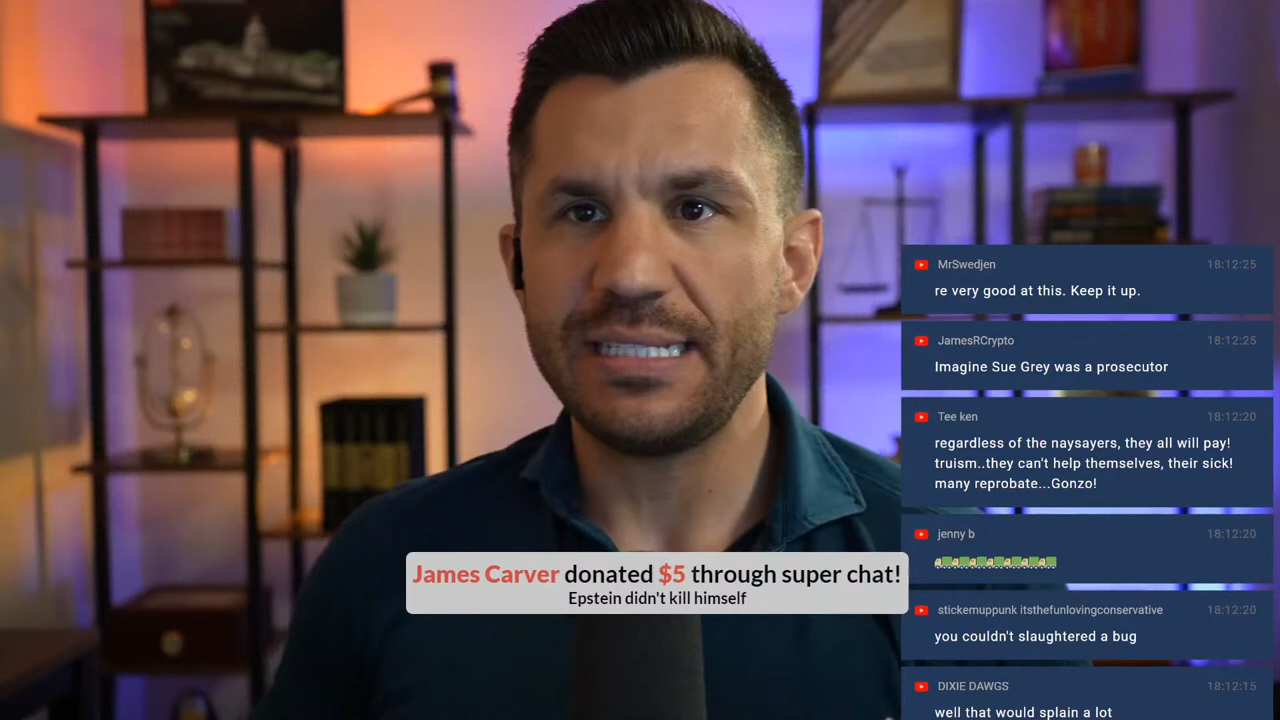 MrSwedjen 18:12:25
re very good at this. Keep it up.
JamesRCrypto 18:12:25
Imagine Sue Grey was a prosecutor
Tee ken 18:12:20
regardless of the naysayers, they all will pay!
truism..they can't help themselves, their sick!
many reprobate...Gonzo!
jenny b 18:12:20
stickemuppunk itsthefunlovingconservative 18:12:20
you couldn't slaughtered a bug
DIXIE DAWGS 18:12:15
well that would splain a lot
James Carver donated $5 through super chat!
Epstein didn't kill himself